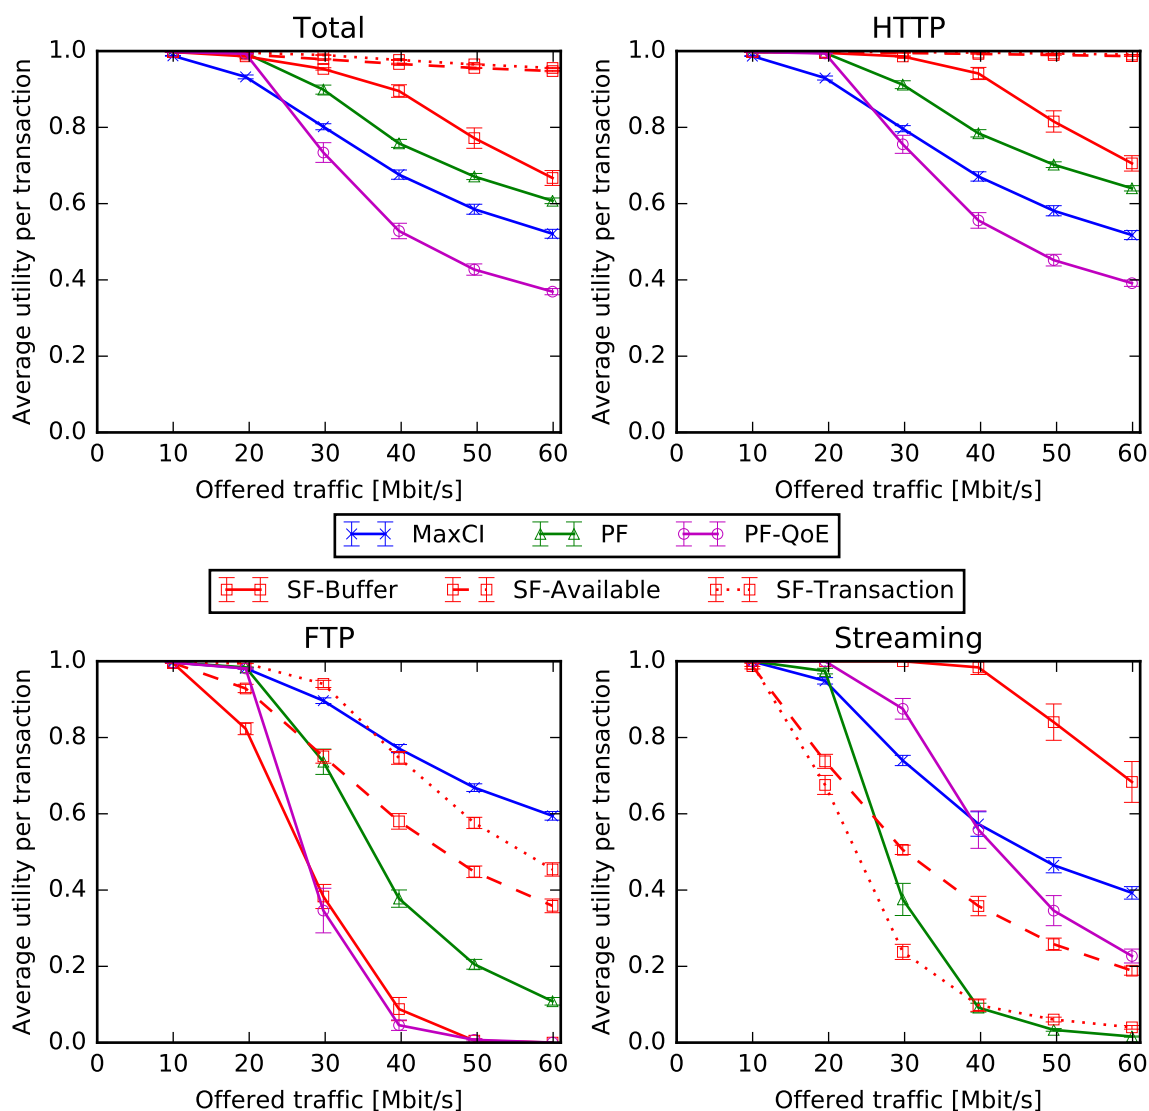 Total
Average utility per transaction
1.0
0.8
0.6
0.4
0.2
0.0
0 10 20 30 40 50 60
Offered traffic [Mbit/s]
HTTP
Average utility per transaction
1.0
0.8
0.6
0.4
0.2
0.0
0 10 20 30 40 50 60
Offered traffic [Mbit/s]
MaxCI PF PF-QoE
SF-Buffer SF-Available SF-Transaction
FTP
Average utility per transaction
1.0
0.8
0.6
0.4
0.2
0.0
0 10 20 30 40 50 60
Offered traffic [Mbit/s]
Streaming
Average utility per transaction
1.0
0.8
0.6
0.4
0.2
0.0
0 10 20 30 40 50 60
Offered traffic [Mbit/s]